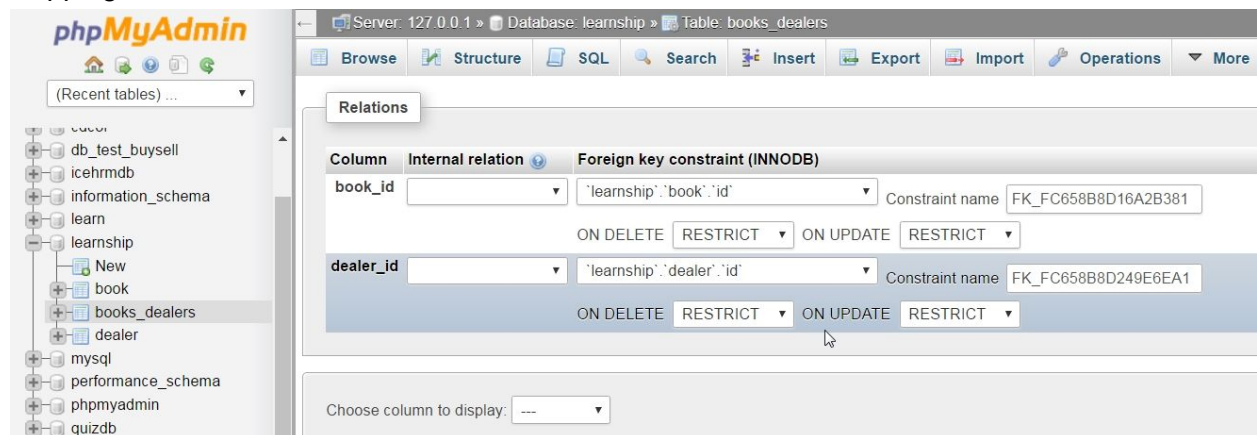 phpMyAdmin
(Recent tables) ...
db_test_buysell
icehrmdb
information_schema
learn
learnship
New
book
books_dealers
dealer
mysql
performance_schema
phpmyadmin
quizdb
Server: 127.0.0.1 » Database: learnship » Table: books_dealers
Browse Structure SQL Search Insert Export Import Operations More
Relations
Column Internal relation Foreign key constraint (INNODB)
book_id `learnship`.`book`.`id` Constraint name FK_FC658B8D16A2B381
ON DELETE RESTRICT ON UPDATE RESTRICT
dealer_id `learnship`.`dealer`.`id` Constraint name FK_FC658B8D249E6EA1
ON DELETE RESTRICT ON UPDATE RESTRICT
Choose column to display: ---